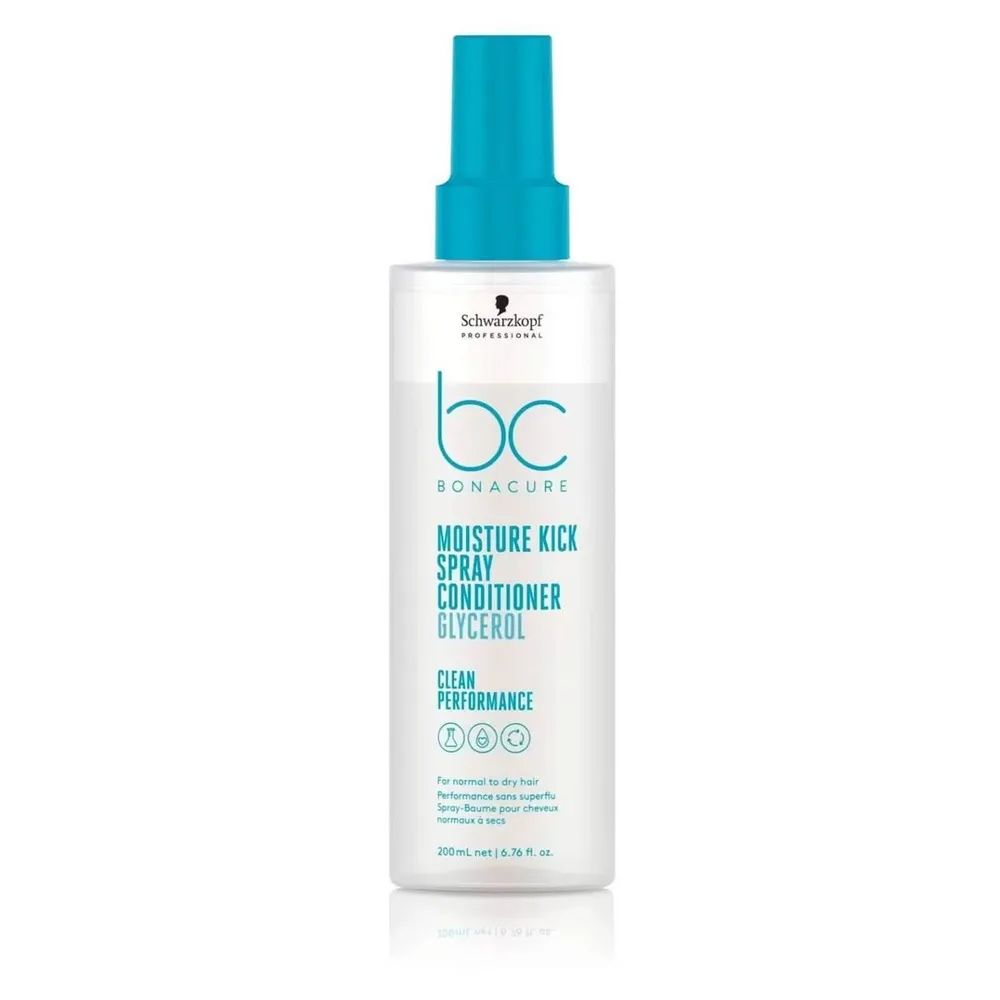 Schwarzkopf
PROFESSIONAL
bc
BONACURE
MOISTURE KICK
SPRAY
CONDITIONER
GLYCEROL
CLEAN
PERFORMANCE
For normal to dry hair
Performance sans superflu
Spray-Baume pour cheveux
normaux à secs
200mL net | 6.76 fl. oz.